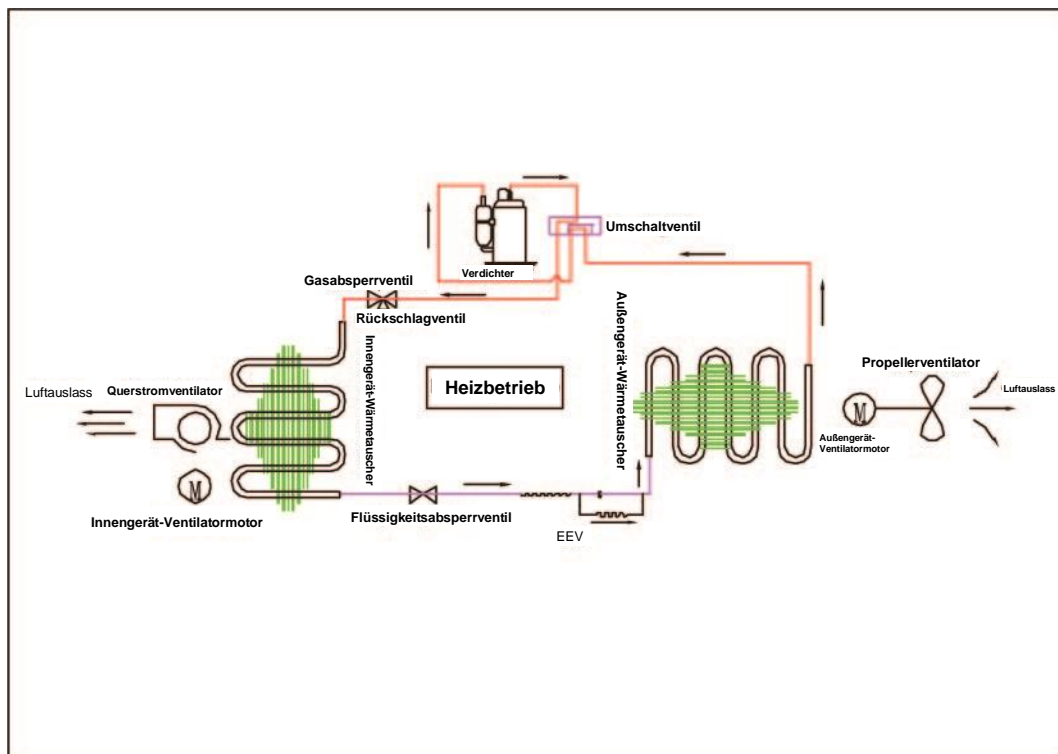 Umschaltventil
Verdichter
Gasabsperrventil
Rückschlagventil
Innengerät-Wärmetauscher
Außengerät-Wärmetauscher
Heizbetrieb
Propellerventilator
Luftauslass
Querstromventilator
Luftauslass
M
Außengerät-
Ventilatormotor
M
Innengerät-Ventilatormotor
Flüssigkeitsabsperrventil
EEV